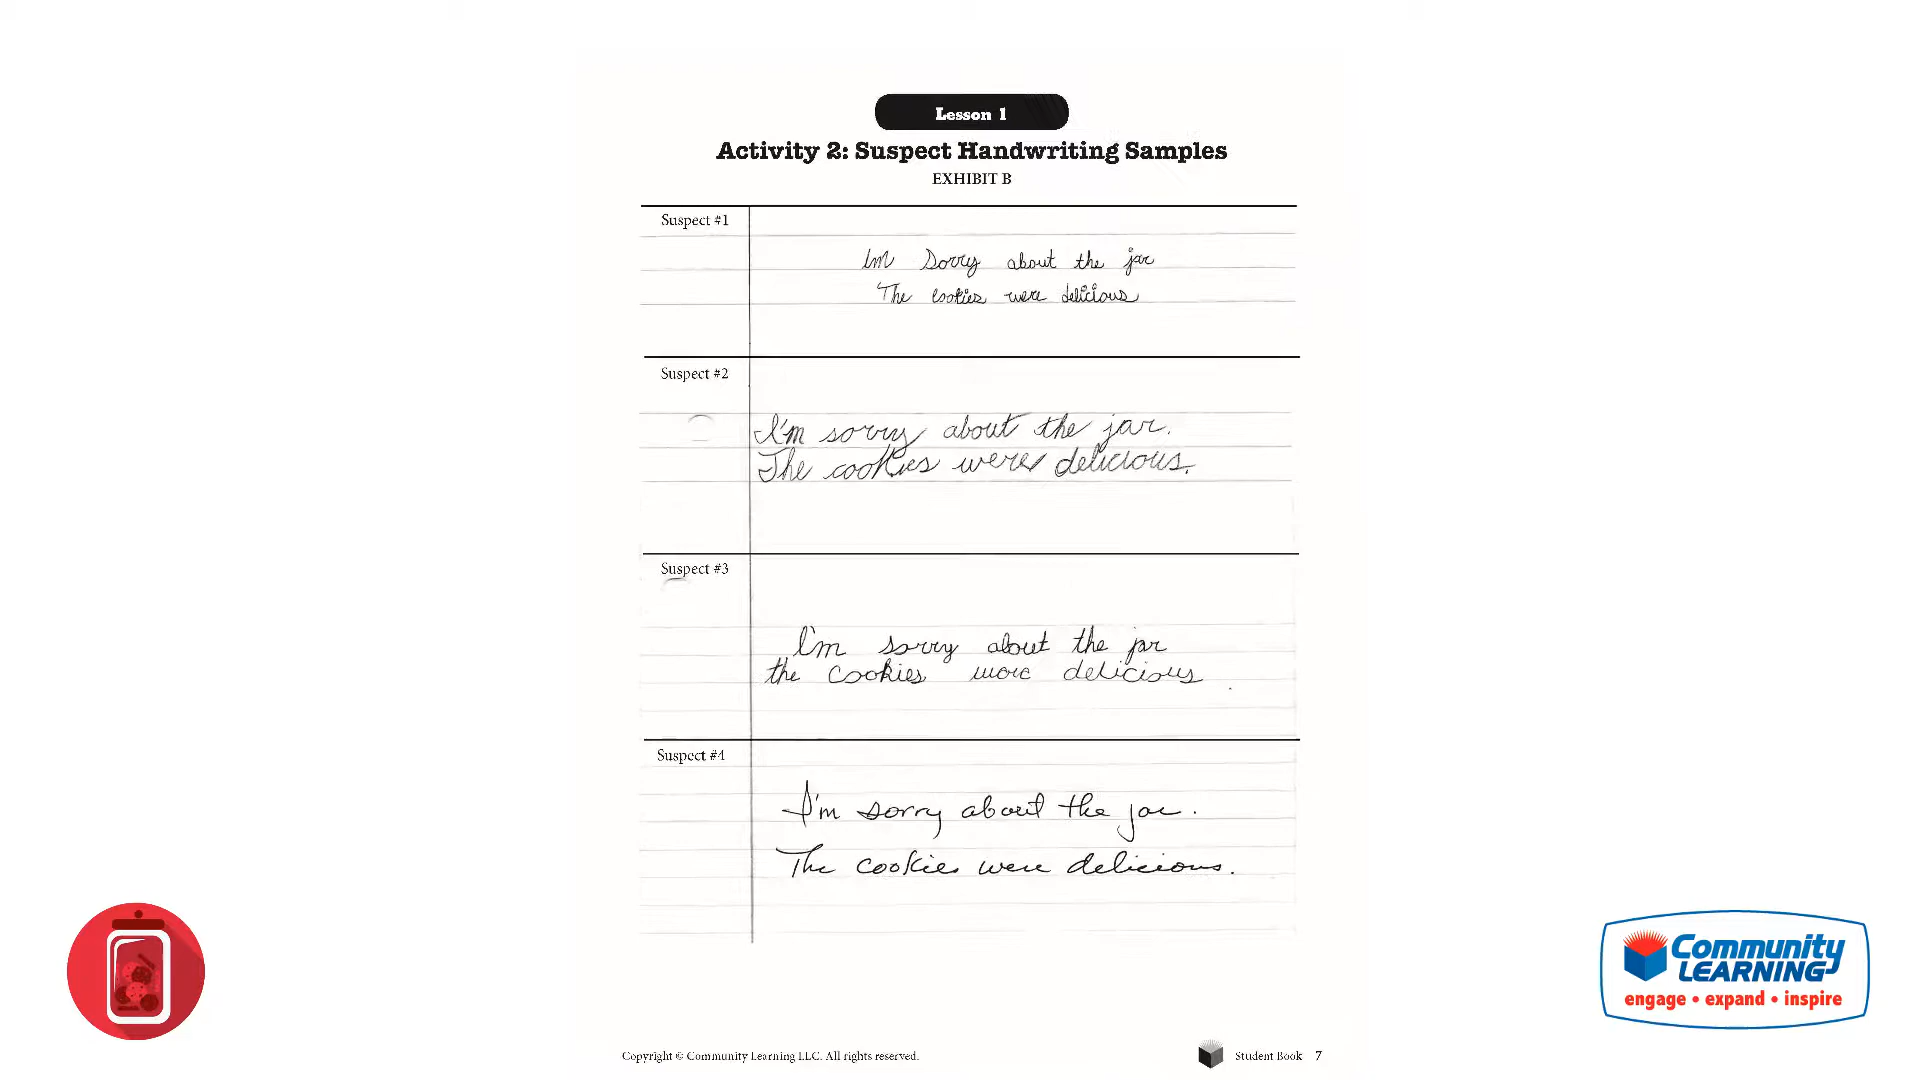 Lesson 1
Activity 2: Suspect Handwriting Samples
EXHIBIT B
Suspect #1
Im Sorry about the jar
The cookies were delicious
Suspect #2
I'm sorry about the jar.
The cookies were delicious.
Suspect #3
I'm sorry about the jar
the cookies were delicious
Suspect #4
I'm sorry about the jar.
The cookies were delicious.
Community
LEARNING
engage • expand • inspire
Copyright © Community Learning LLC. All rights reserved.
Student Book 7